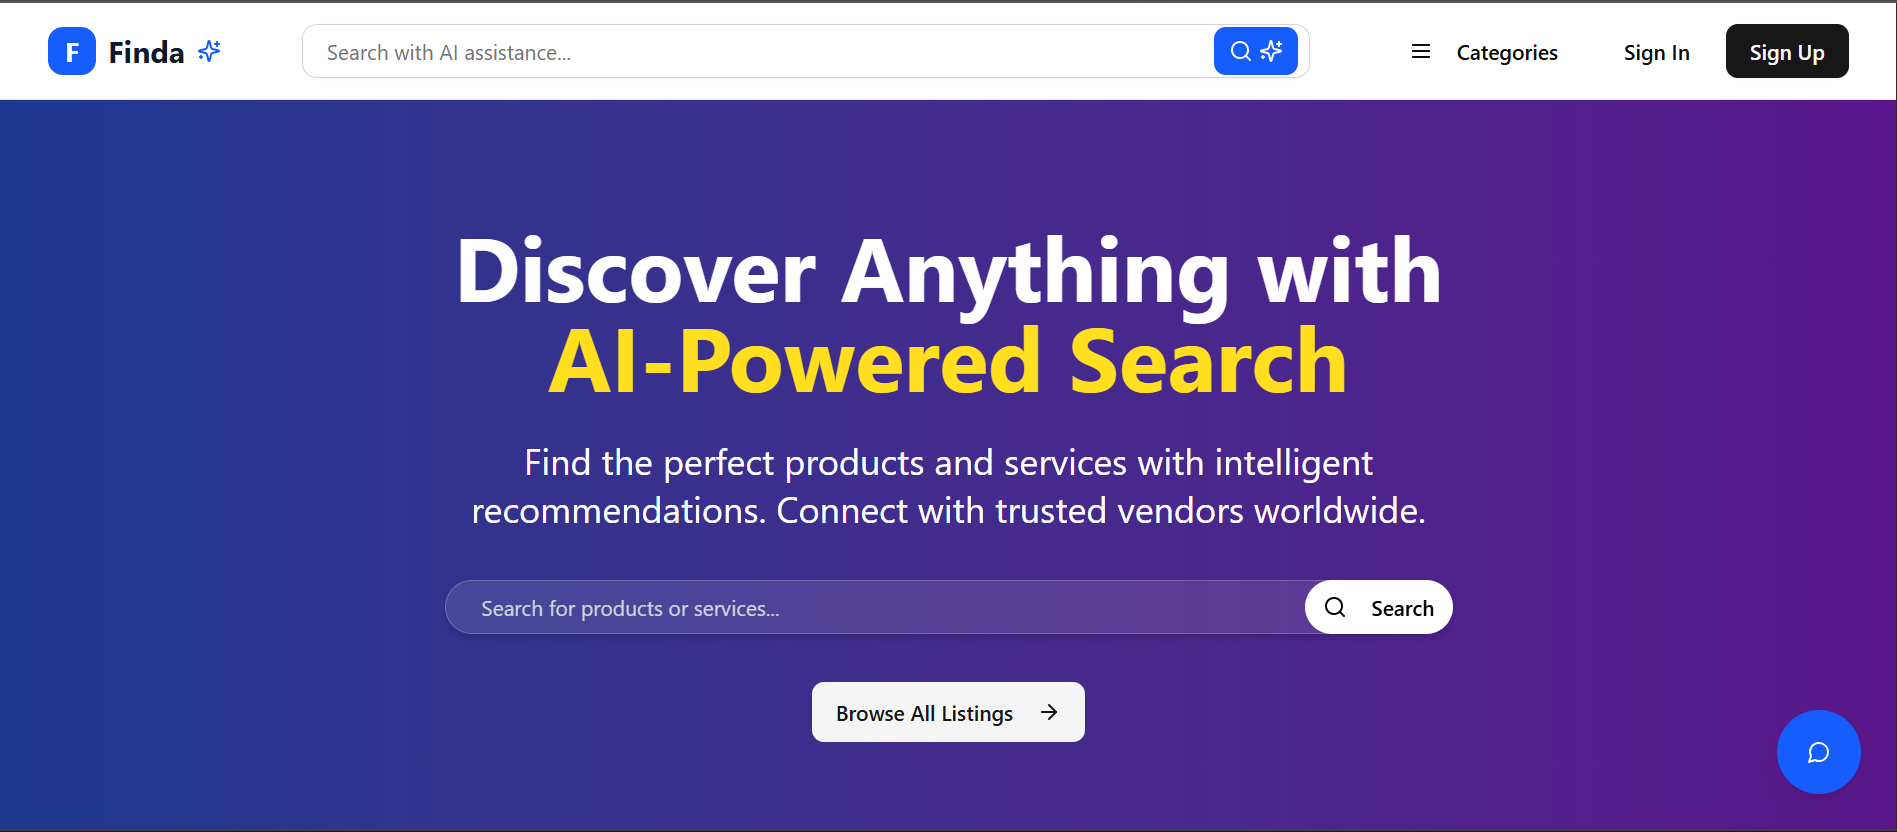 F Finda
Search with AI assistance...
Categories
Sign In
Sign Up
Discover Anything with
AI-Powered Search
Find the perfect products and services with intelligent
recommendations. Connect with trusted vendors worldwide.
Search for products or services...
Search
Browse All Listings